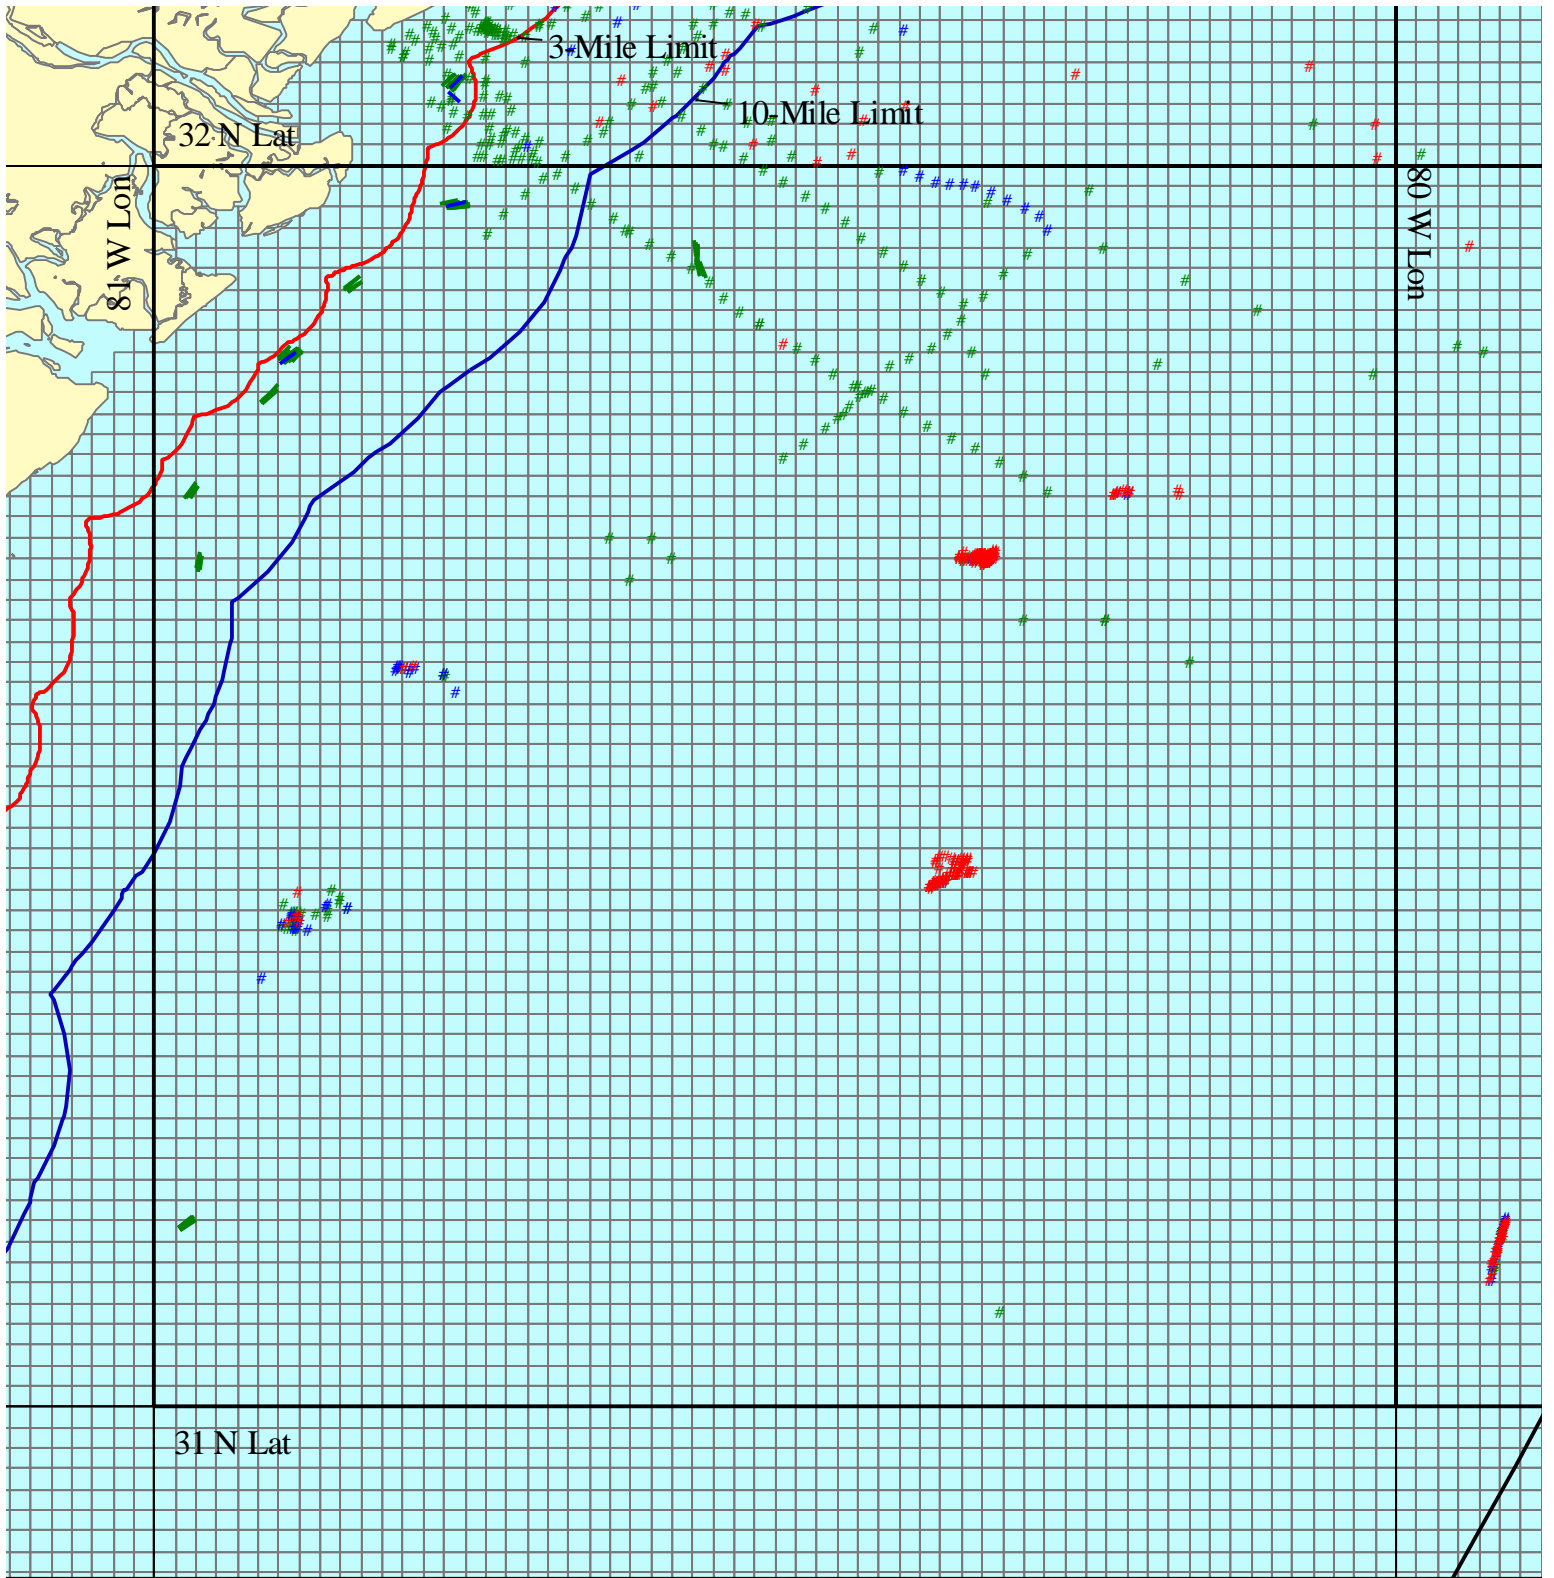 3-Mile Limit
10-Mile Limit
32 N Lat
81 W Lon
80 W Lon
31 N Lat